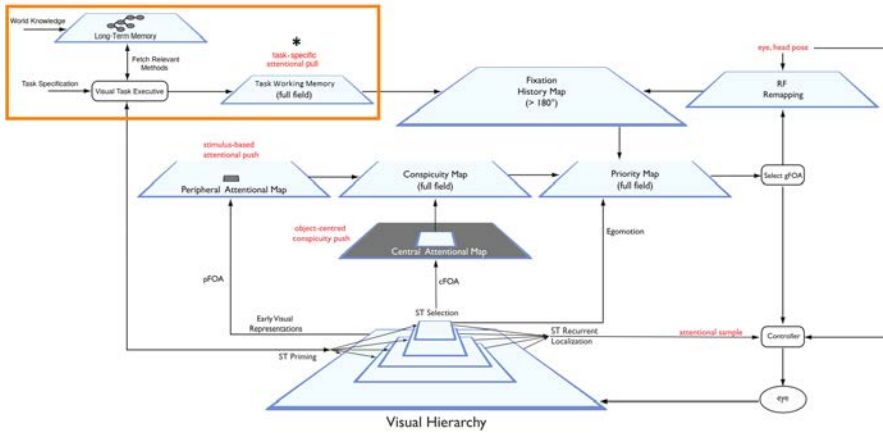 World Knowledge
Long-Term Memory
Fetch Relevant
Methods
Task Specification
Visual Task Executive
*
task-specific
attentional pull
Task Working Memory
(full field)
Fixation
History Map
(> 180°)
eye, head pose
RF
Remapping
stimulus-based
attentional push
Peripheral Attentional Map
Conspicuity Map
(full field)
Priority Map
(full field)
Select gFOA
object-centred
conspicuity push
Central Attentional Map
Egomotion
pFOA
cFOA
ST Selection
Early Visual
Representations
ST Priming
ST Recurrent
Localization
attentional sample
Controller
eye
Visual Hierarchy